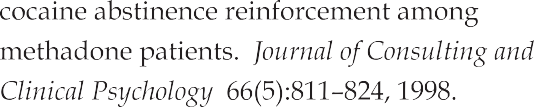 cocaine abstinence reinforcement among
methadone patients. Journal of Consulting and
Clinical Psychology 66(5):811–824, 1998.